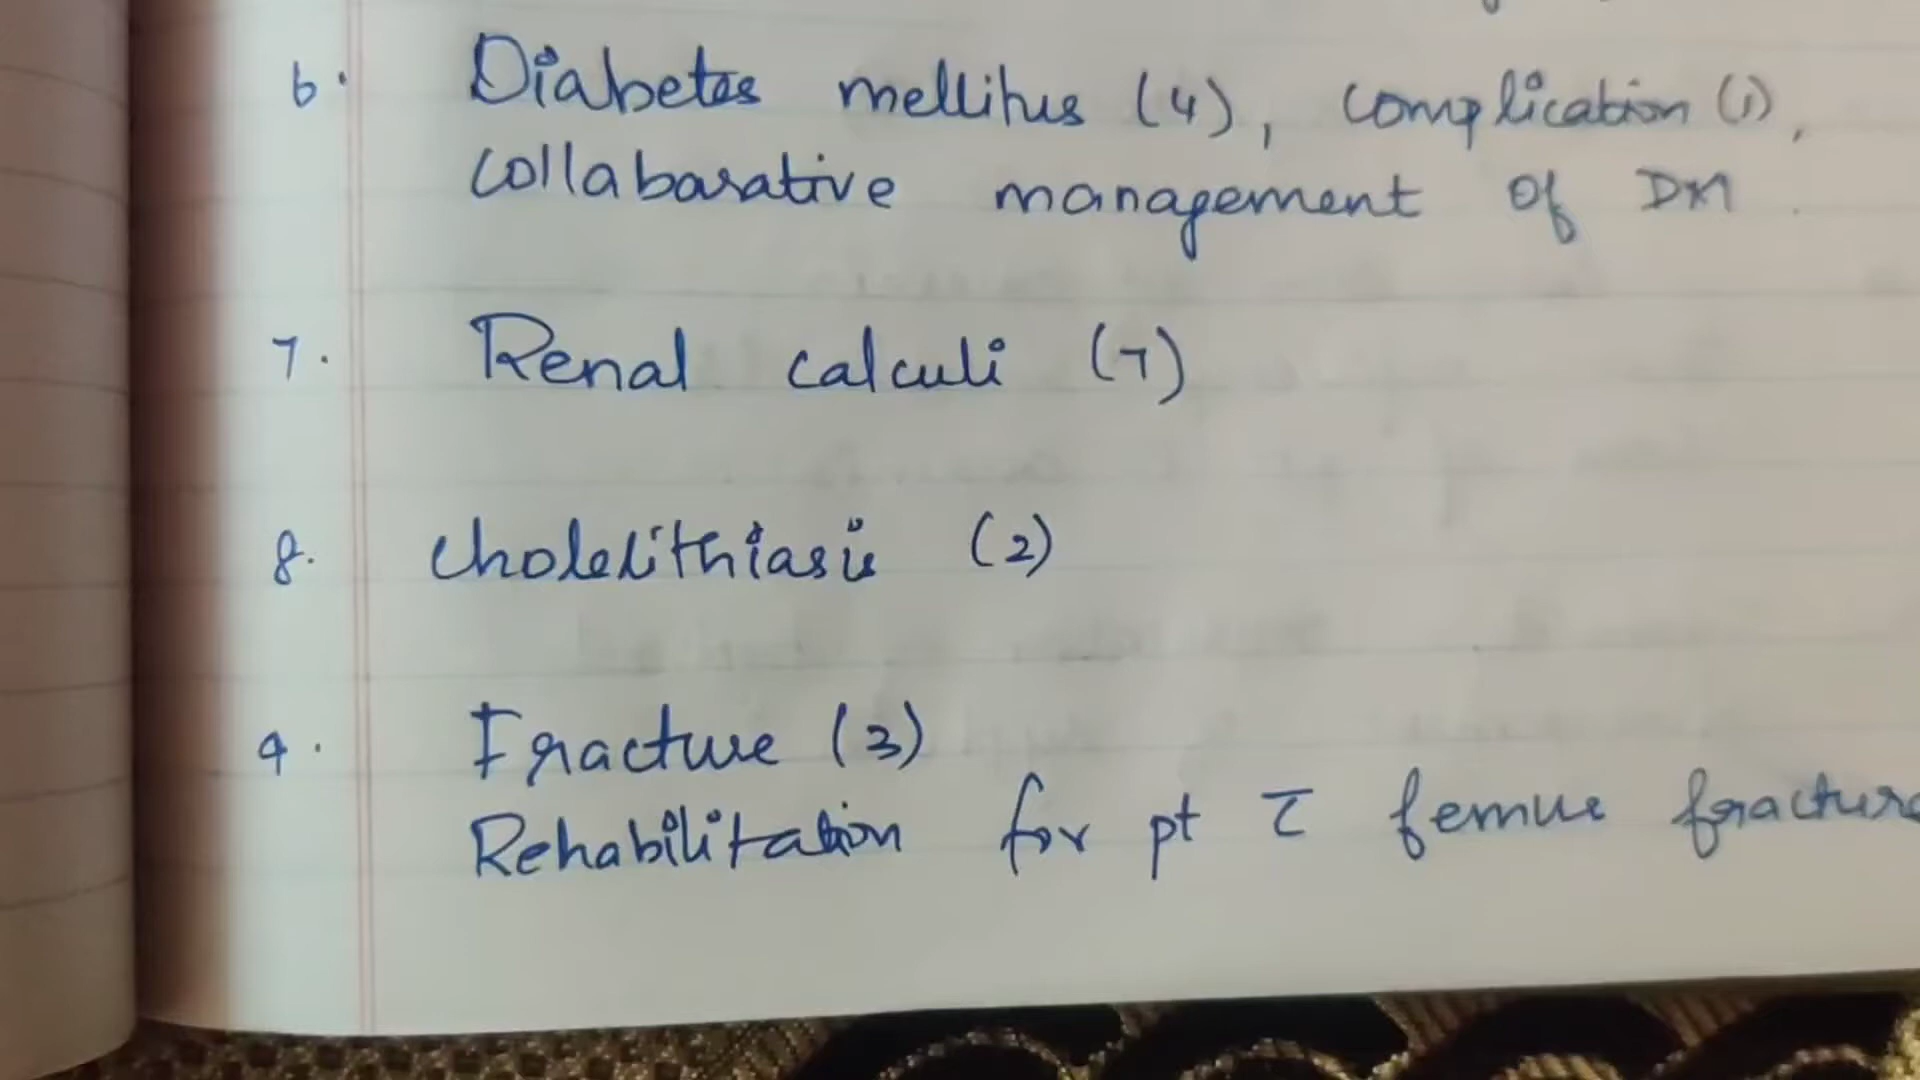 6. Diabetes mellitus (4), complication (1),
collabarative management of DM.
7. Renal calculi (7)
8. cholelithiasis (2)
9. Fracture (3)
Rehabilitation for pt c̄ femur fracture